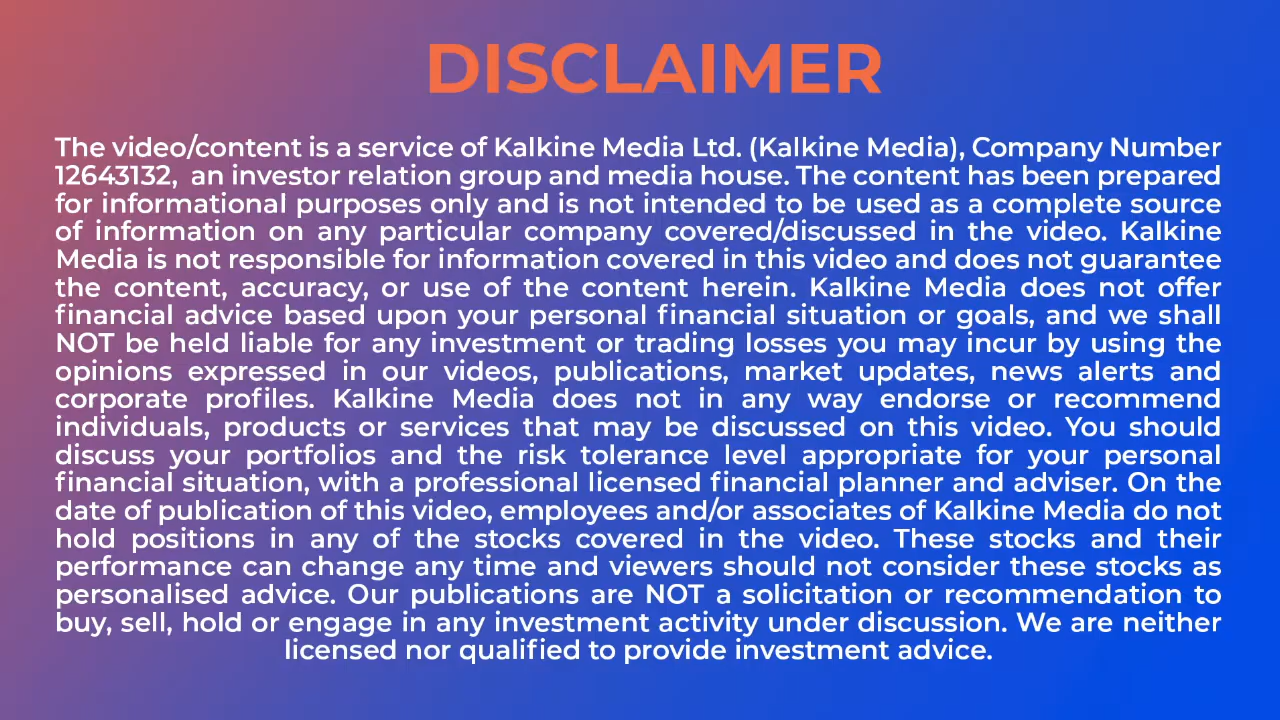 DISCLAIMER
The video/content is a service of Kalkine Media Ltd. (Kalkine Media), Company Number
12643132, an investor relation group and media house. The content has been prepared
for informational purposes only and is not intended to be used as a complete source
of information on any particular company covered/discussed in the video. Kalkine
Media is not responsible for information covered in this video and does not guarantee
the content, accuracy, or use of the content herein. Kalkine Media does not offer
financial advice based upon your personal financial situation or goals, and we shall
NOT be held liable for any investment or trading losses you may incur by using the
opinions expressed in our videos, publications, market updates, news alerts and
corporate profiles. Kalkine Media does not in any way endorse or recommend
individuals, products or services that may be discussed on this video. You should
discuss your portfolios and the risk tolerance level appropriate for your personal
financial situation, with a professional licensed financial planner and adviser. On the
date of publication of this video, employees and/or associates of Kalkine Media do not
hold positions in any of the stocks covered in the video. These stocks and their
performance can change any time and viewers should not consider these stocks as
personalised advice. Our publications are NOT a solicitation or recommendation to
buy, sell, hold or engage in any investment activity under discussion. We are neither
licensed nor qualified to provide investment advice.